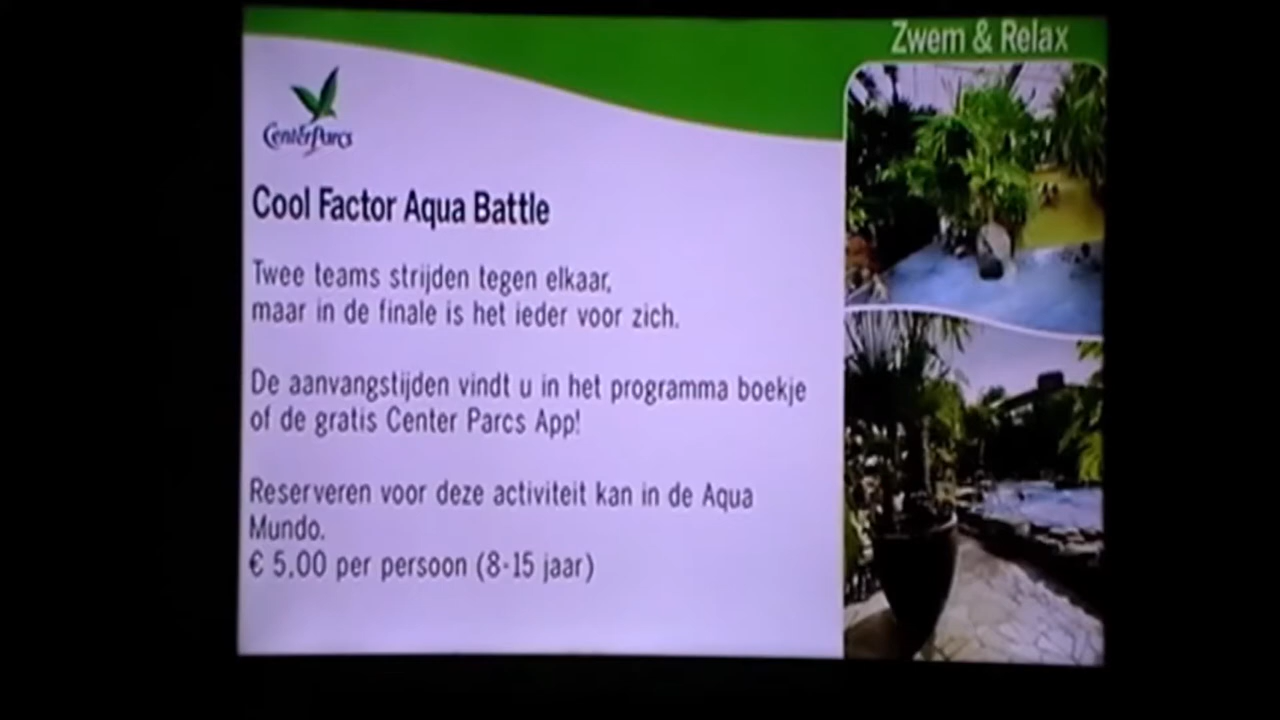 Zwem & Relax
CenterParcs
Cool Factor Aqua Battle
Twee teams strijden tegen elkaar,
maar in de finale is het ieder voor zich.
De aanvangstijden vindt u in het programma boekje
of de gratis Center Parcs App!
Reserveren voor deze activiteit kan in de Aqua
Mundo.
€ 5,00 per persoon (8-15 jaar)